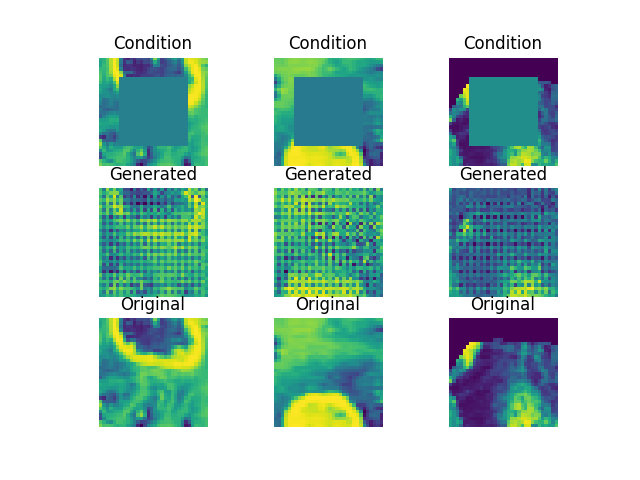 Condition Condition Condition
Generated Generated Generated
Original Original Original